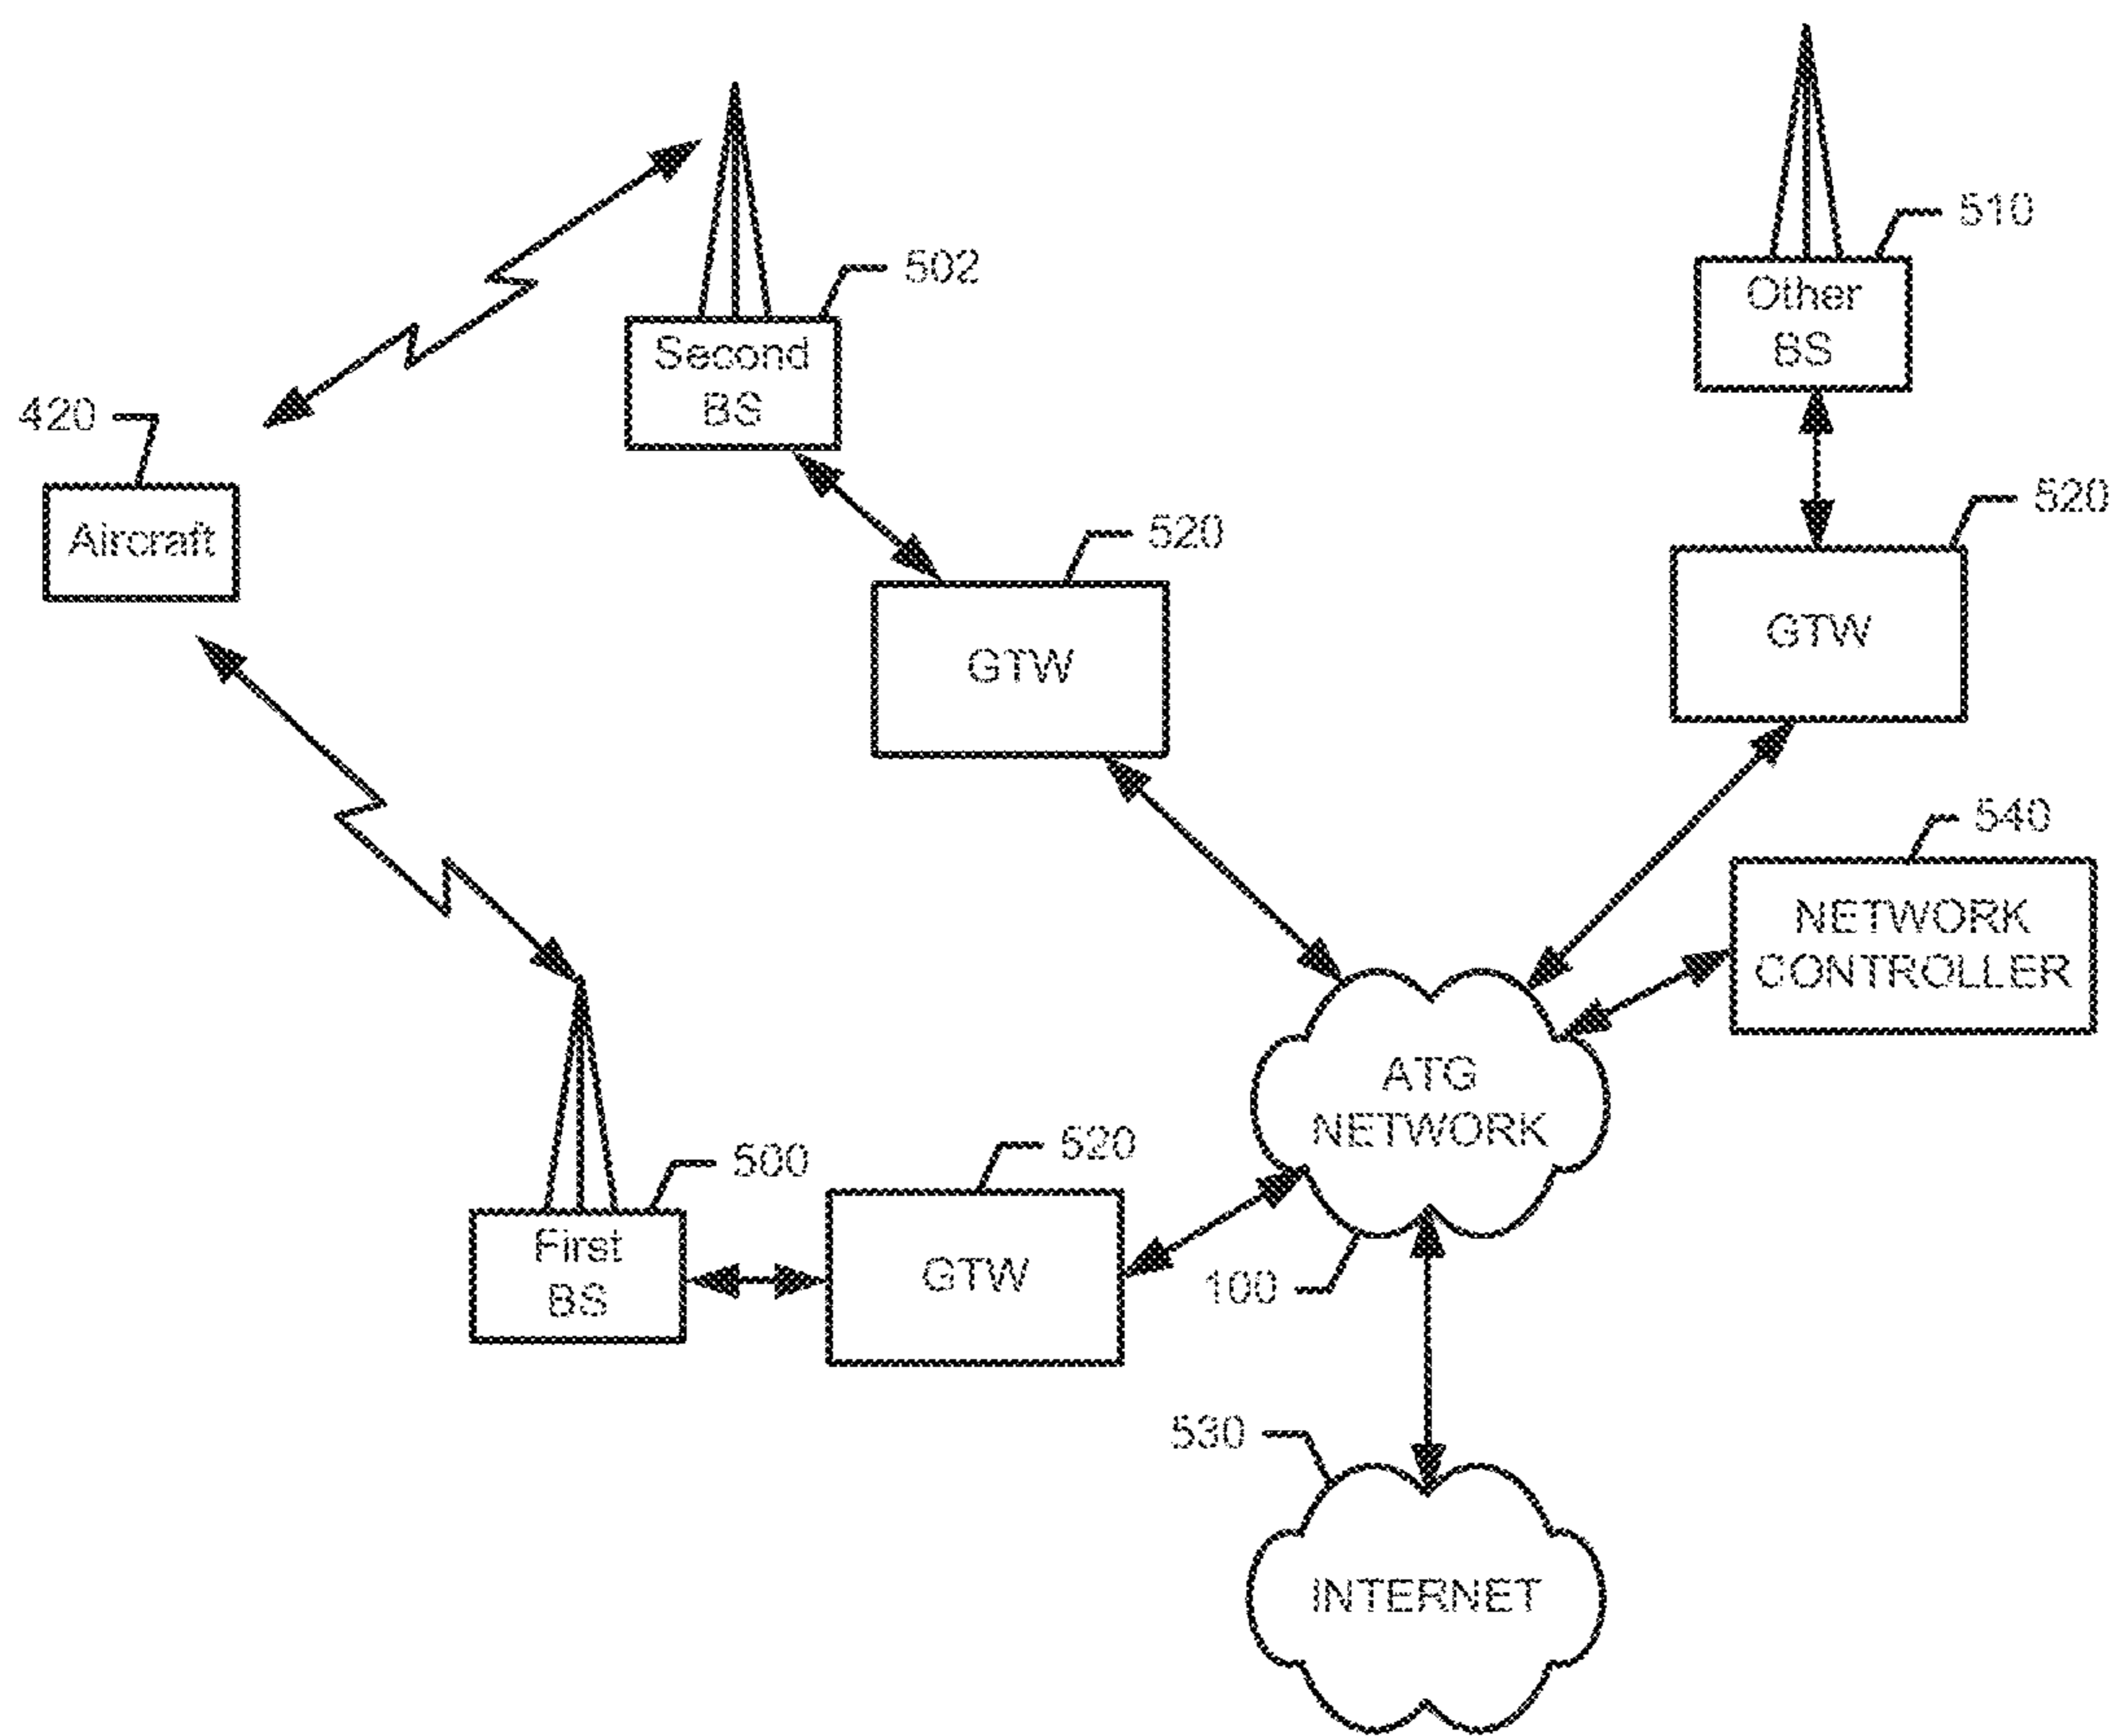 510
502
Other
BS
Second
BS
420
520
520
Aircraft
GTW
GTW
540
NETWORK
CONTROLLER
ATG
NETWORK
520
500
First
BS
GTW
100
530
INTERNET